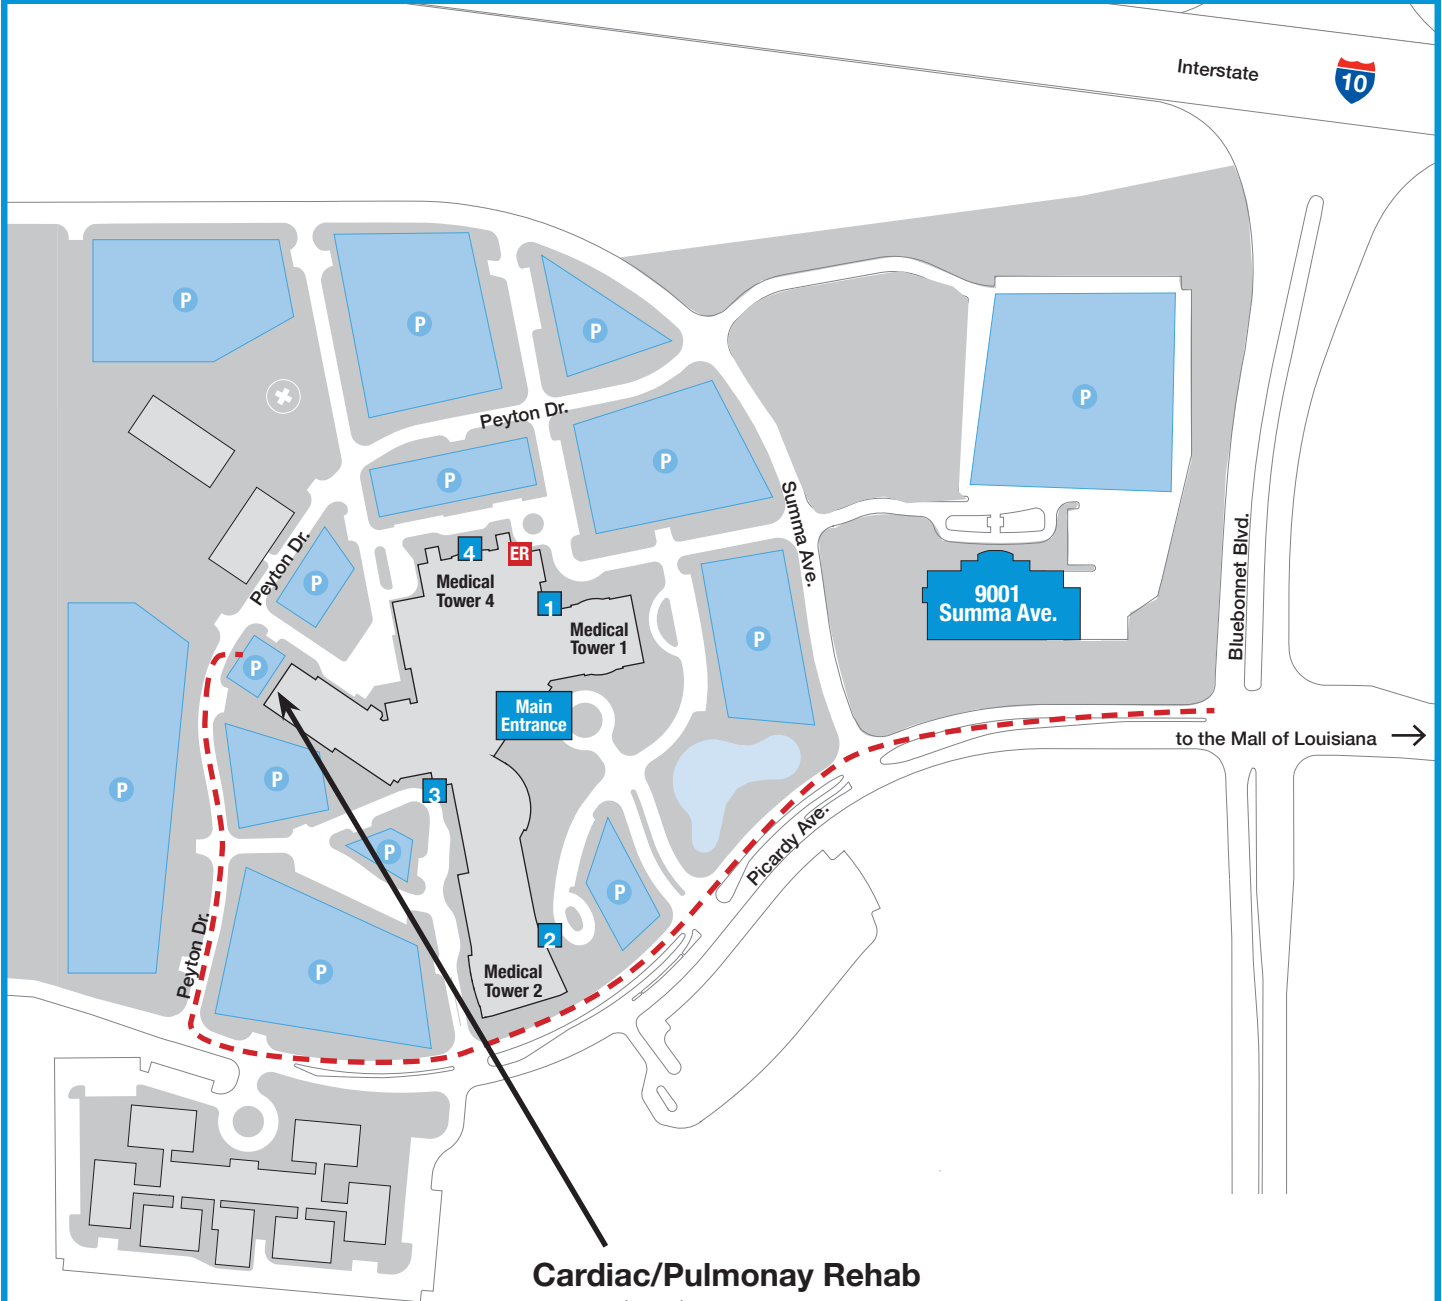 Interstate
10
P
P
P
P
Peyton Dr.
P
P
P
Summa Ave.
Bluebonnet Blvd.
4
ER
Medical
Tower 4
Peyton Dr.
P
1
9001
Summa Ave.
Medical
Tower 1
P
P
Main
Entrance
to the Mall of Louisiana
P
P
3
Picardy Ave.
P
P
2
Peyton Dr.
P
Medical
Tower 2
Cardiac/Pulmonay Rehab